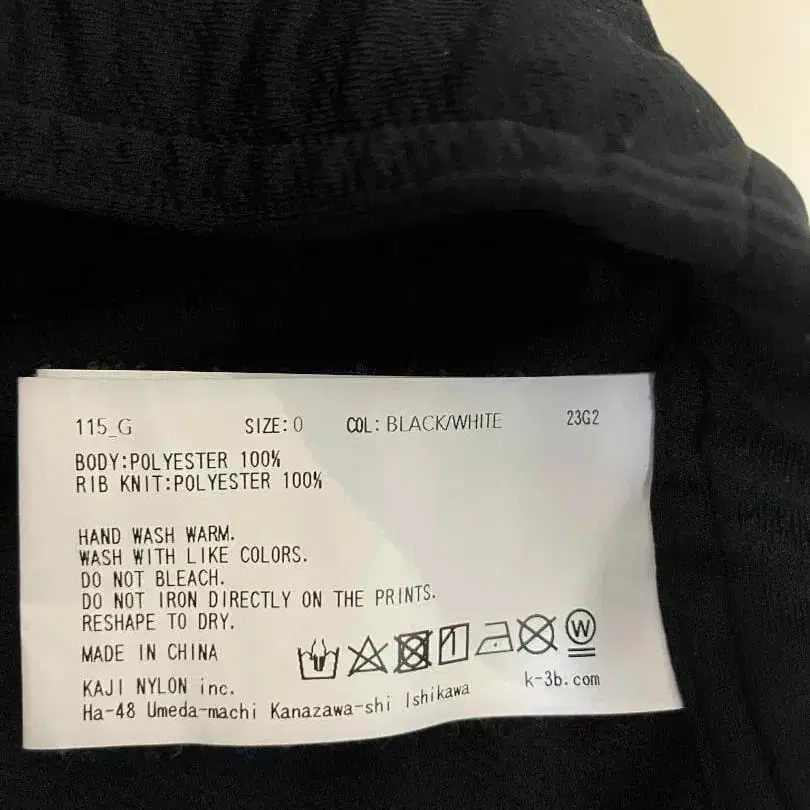 115_G SIZE:0 COL:BLACK/WHITE 23G2
BODY:POLYESTER 100%
RIB KNIT:POLYESTER 100%
HAND WASH WARM.
WASH WITH LIKE COLORS.
DO NOT BLEACH.
DO NOT IRON DIRECTLY ON THE PRINTS.
RESHAPE TO DRY.
MADE IN CHINA
W
KAJI NYLON inc. k-3b.com
Ha-48 Umeda-machi Kanazawa-shi Ishikawa